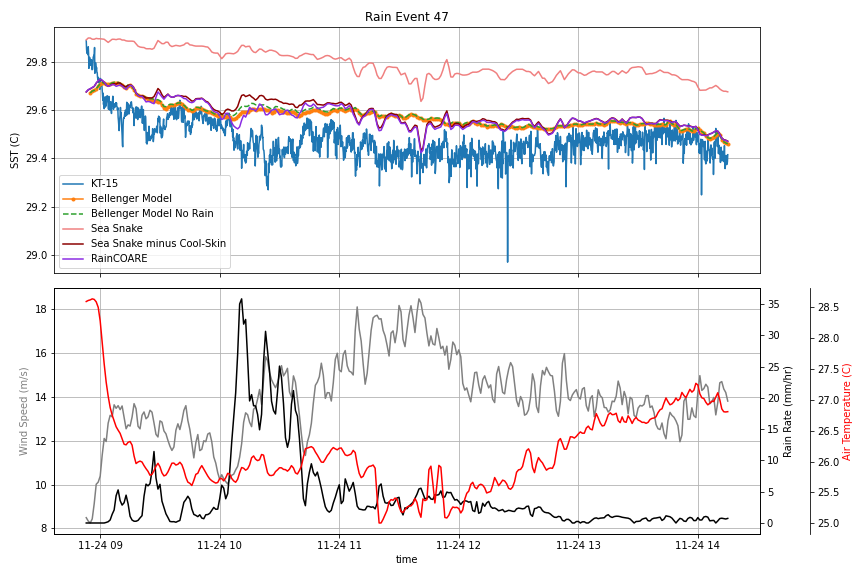 Rain Event 47
SST (C)
29.8
29.6
29.4
29.2
29.0
KT-15
Bellenger Model
Bellenger Model No Rain
Sea Snake
Sea Snake minus Cool-Skin
RainCOARE
Wind Speed (m/s)
18
16
14
12
10
8
35
30
25
20
15
10
5
0
Rain Rate (mm/hr)
28.5
28.0
27.5
27.0
26.5
26.0
25.5
25.0
Air Temperature (C)
11-24 09
11-24 10
11-24 11
11-24 12
11-24 13
11-24 14
time